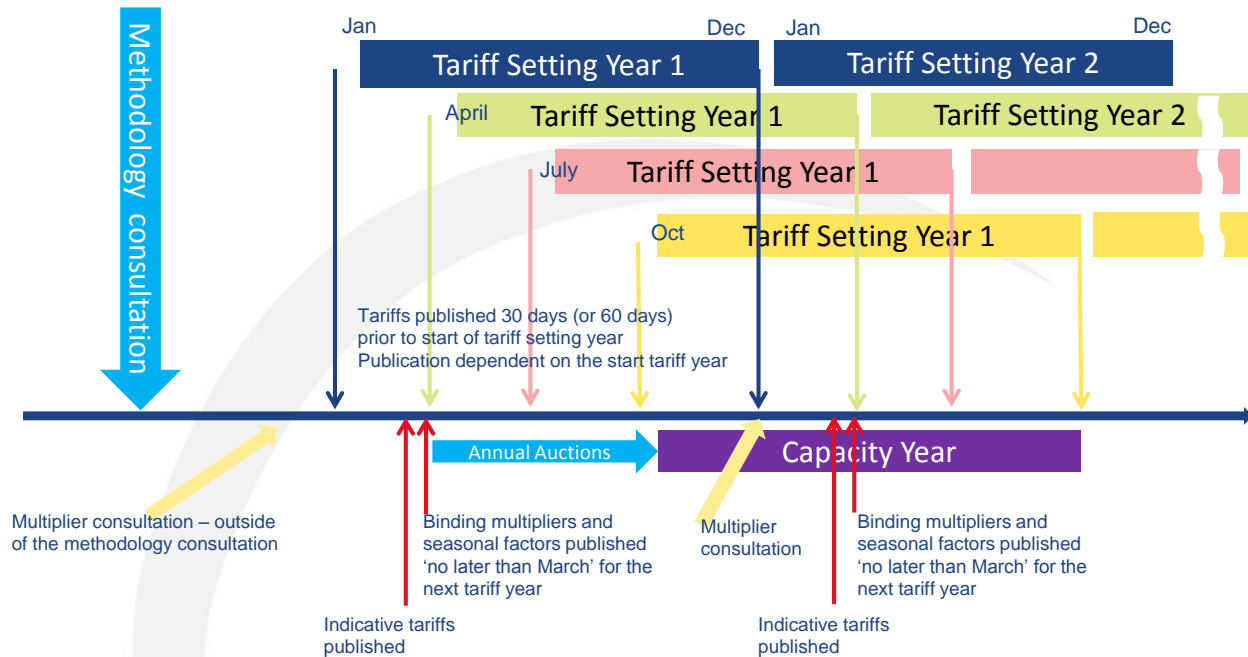 Methodology consultation
Jan
Dec
Jan
Dec
Tariff Setting Year 1
Tariff Setting Year 2
April
Tariff Setting Year 1
Tariff Setting Year 2
July
Tariff Setting Year 1
Oct
Tariff Setting Year 1
Tariffs published 30 days (or 60 days)
prior to start of tariff setting year
Publication dependent on the start tariff year
Annual Auctions
Capacity Year
Multiplier consultation – outside
of the methodology consultation
Binding multipliers and
seasonal factors published
‘no later than March’ for the
next tariff year
Multiplier
consultation
Binding multipliers and
seasonal factors published
‘no later than March’ for the
next tariff year
Indicative tariffs
published
Indicative tariffs
published